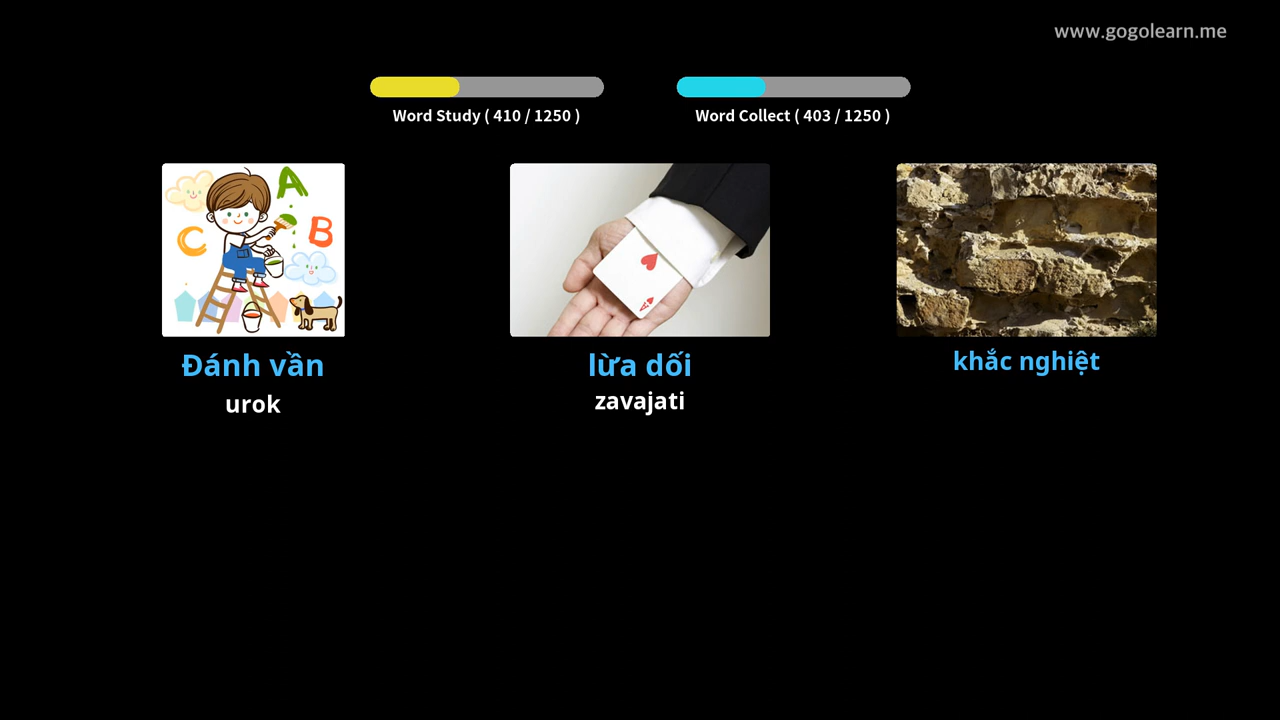 www.gogolearn.me
Word Study ( 410 / 1250 )
Word Collect ( 403 / 1250 )
A
B
C
A
Đánh vần
urok
lừa dối
zavajati
khắc nghiệt